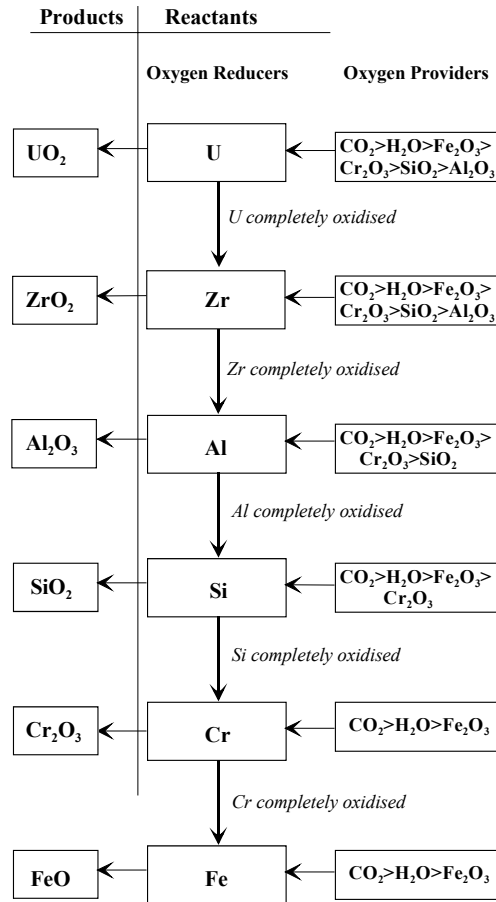 Products Reactants
Oxygen Reducers Oxygen Providers
UO₂ U CO₂>H₂O>Fe₂O₃>
Cr₂O₃>SiO₂>Al₂O₃
U completely oxidised
ZrO₂ Zr CO₂>H₂O>Fe₂O₃>
Cr₂O₃>SiO₂>Al₂O₃
Zr completely oxidised
Al₂O₃ Al CO₂>H₂O>Fe₂O₃>
Cr₂O₃>SiO₂
Al completely oxidised
SiO₂ Si CO₂>H₂O>Fe₂O₃>
Cr₂O₃
Si completely oxidised
Cr₂O₃ Cr CO₂>H₂O>Fe₂O₃
Cr completely oxidised
FeO Fe CO₂>H₂O>Fe₂O₃